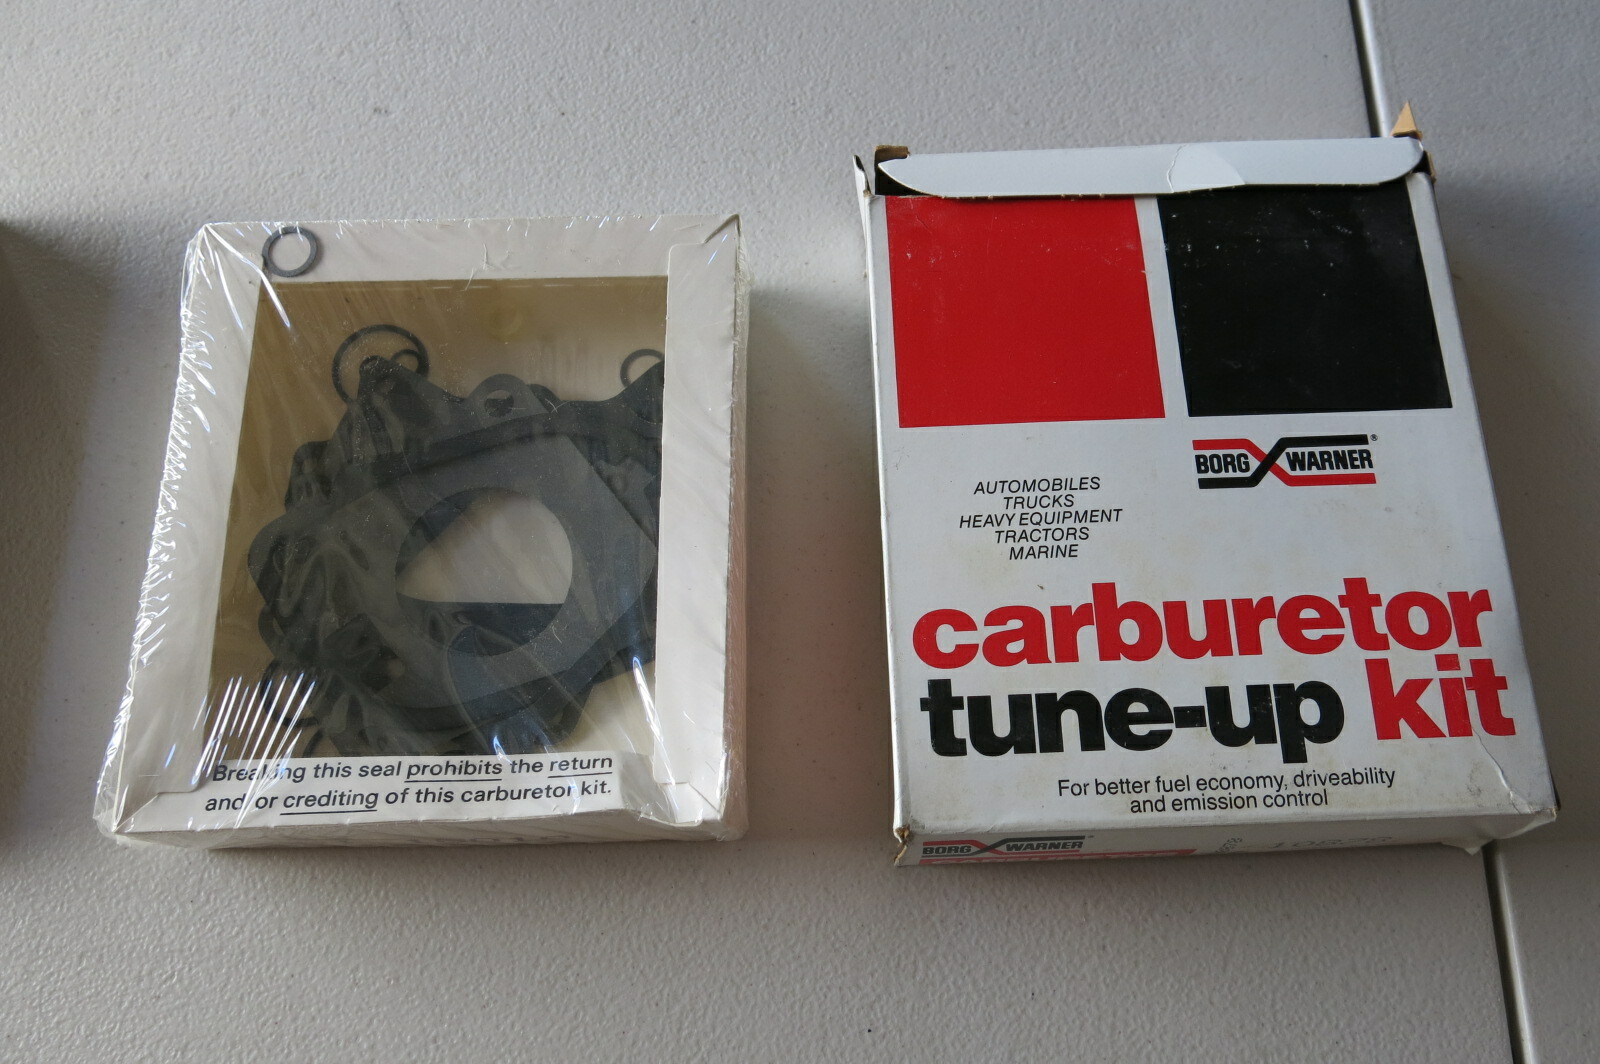 Breaking this seal prohibits the return
and/or crediting of this carburetor kit.
BORG WARNER®
AUTOMOBILES
TRUCKS
HEAVY EQUIPMENT
TRACTORS
MARINE
carburetor
tune-up kit
For better fuel economy, driveability
and emission control
BORG WARNER